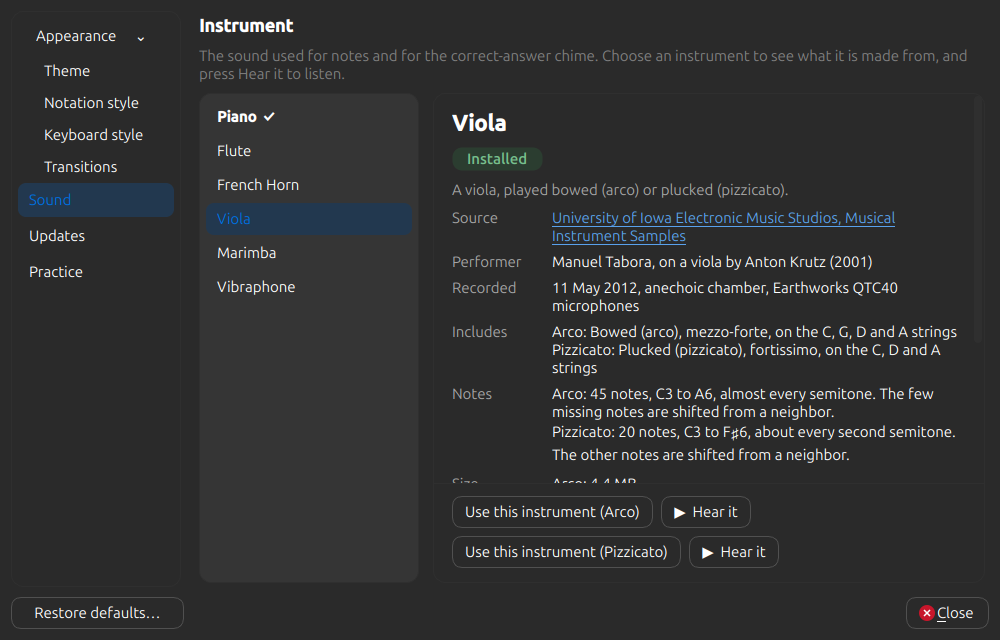 Appearance
Theme
Notation style
Keyboard style
Transitions
Sound
Updates
Practice
Instrument
The sound used for notes and for the correct-answer chime. Choose an instrument to see what it is made from, and
press Hear it to listen.
Piano ✓
Flute
French Horn
Viola
Marimba
Vibraphone
Viola
Installed
A viola, played bowed (arco) or plucked (pizzicato).
Source University of Iowa Electronic Music Studios, Musical
Instrument Samples
Performer Manuel Tabora, on a viola by Anton Krutz (2001)
Recorded 11 May 2012, anechoic chamber, Earthworks QTC40
microphones
Includes Arco: Bowed (arco), mezzo-forte, on the C, G, D and A strings
Pizzicato: Plucked (pizzicato), fortissimo, on the C, D and A
strings
Notes Arco: 45 notes, C3 to A6, almost every semitone. The few
missing notes are shifted from a neighbor.
Pizzicato: 20 notes, C3 to F♯6, about every second semitone.
The other notes are shifted from a neighbor.
Size Arco: 4.4 MB
Use this instrument (Arco) ▶ Hear it
Use this instrument (Pizzicato) ▶ Hear it
Restore defaults…
Close